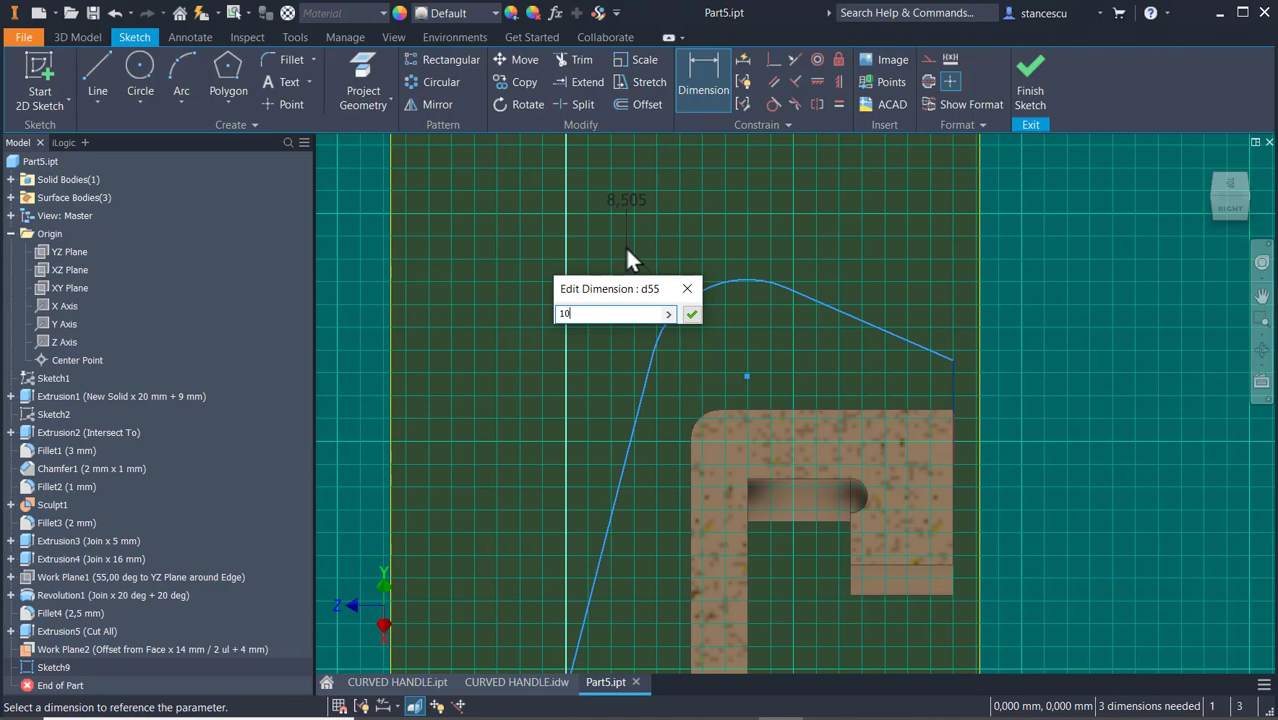 Material
Default
fx
Part5.ipt
Search Help & Commands...
stancescu
File
3D Model
Sketch
Annotate
Inspect
Tools
Manage
View
Environments
Get Started
Collaborate
Start
2D Sketch
Line
Circle
Arc
Polygon
Fillet
Text
Point
Project
Geometry
Rectangular
Circular
Mirror
Move
Copy
Rotate
Trim
Extend
Split
Scale
Stretch
Offset
Dimension
Image
Points
ACAD
Show Format
Finish
Sketch
Sketch
Create
Pattern
Modify
Constrain
Insert
Format
Exit
Model
iLogic
Part5.ipt
Solid Bodies(1)
Surface Bodies(3)
View: Master
Origin
YZ Plane
XZ Plane
XY Plane
X Axis
Y Axis
Z Axis
Center Point
Sketch1
Extrusion1 (New Solid x 20 mm + 9 mm)
Sketch2
Extrusion2 (Intersect To)
Fillet1 (3 mm)
Chamfer1 (2 mm x 1 mm)
Fillet2 (1 mm)
Sculpt1
Fillet3 (2 mm)
Extrusion3 (Join x 5 mm)
Extrusion4 (Join x 16 mm)
Work Plane1 (55,00 deg to YZ Plane around Edge)
Revolution1 (Join x 20 deg + 20 deg)
Fillet4 (2,5 mm)
Extrusion5 (Cut All)
Work Plane2 (Offset from Face x 14 mm / 2 ul + 4 mm)
Sketch9
End of Part
8,505
Edit Dimension : d55
10
RIGHT
Y
Z
X
CURVED HANDLE.ipt
CURVED HANDLE.idw
Part5.ipt
Select a dimension to reference the parameter.
0,000 mm, 0,000 mm
3 dimensions needed
1
3